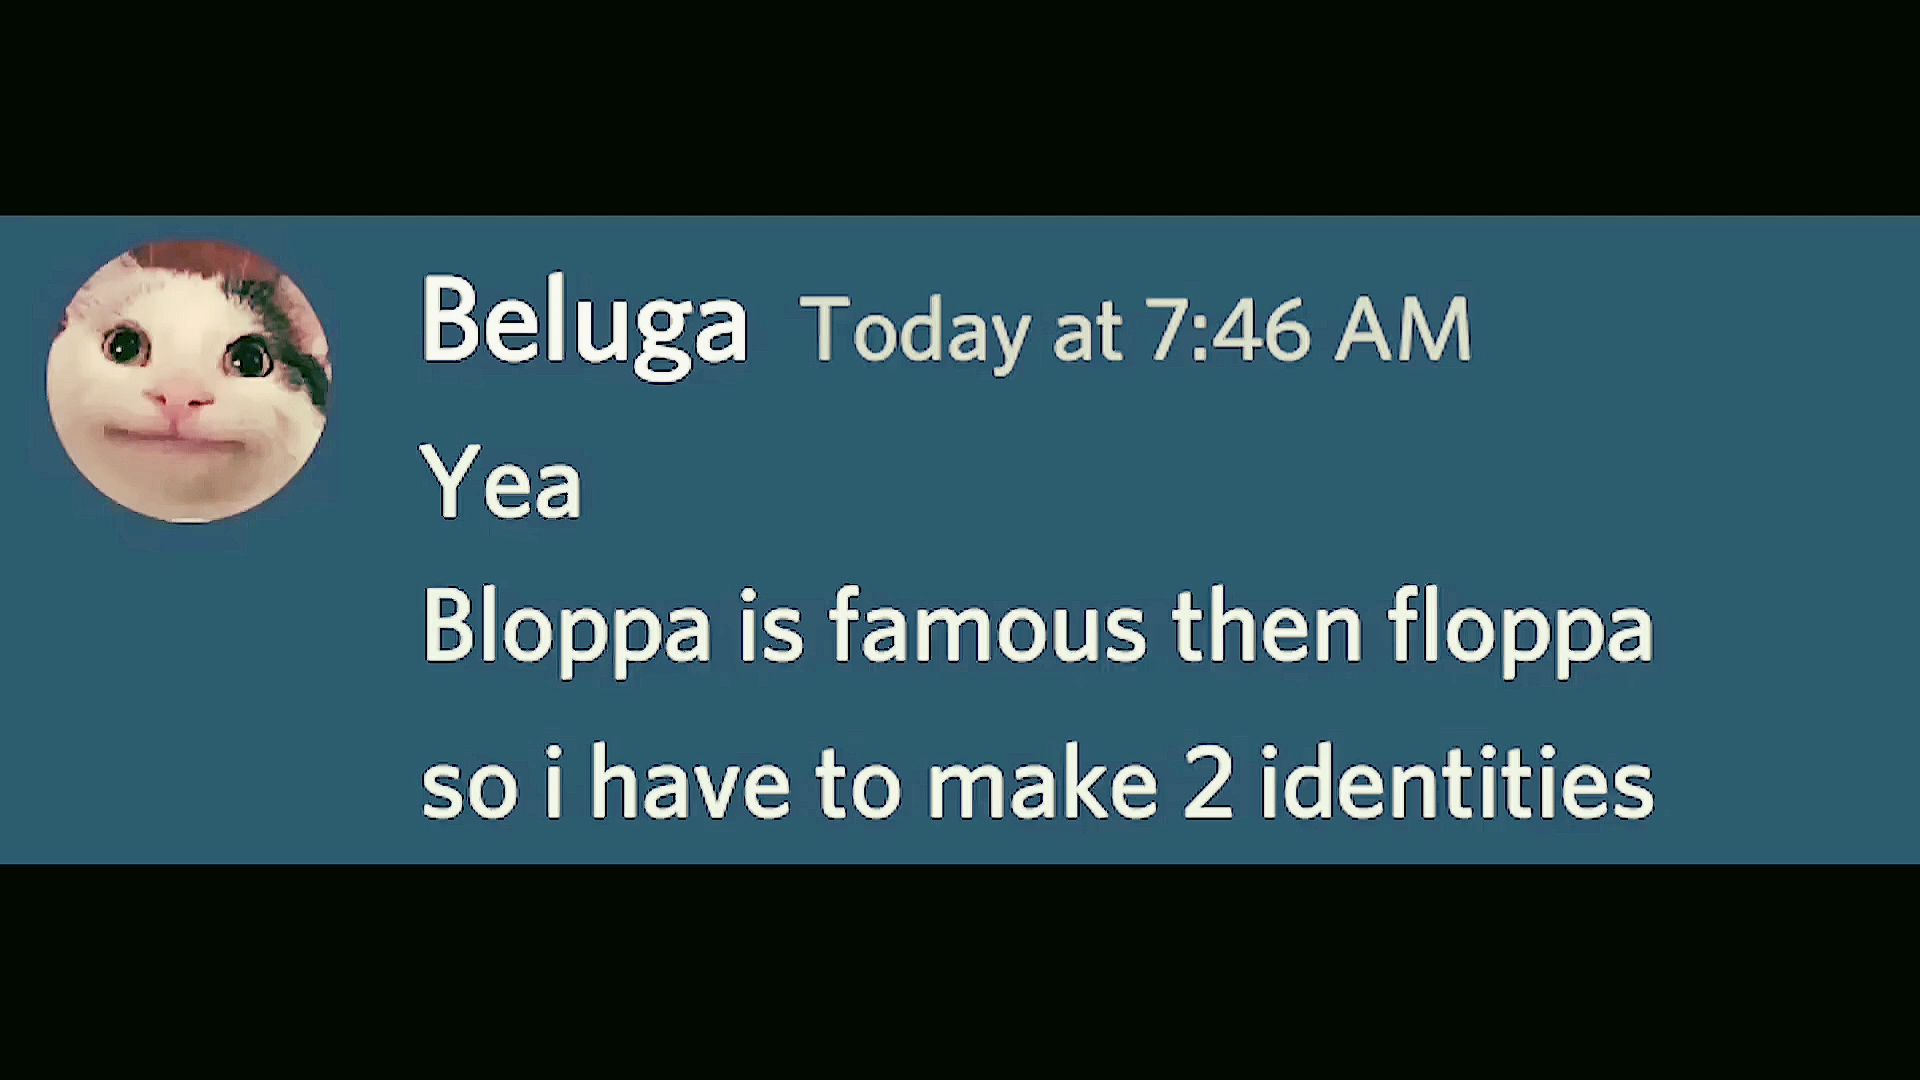 Beluga Today at 7:46 AM
Yea
Bloppa is famous then floppa
so i have to make 2 identities